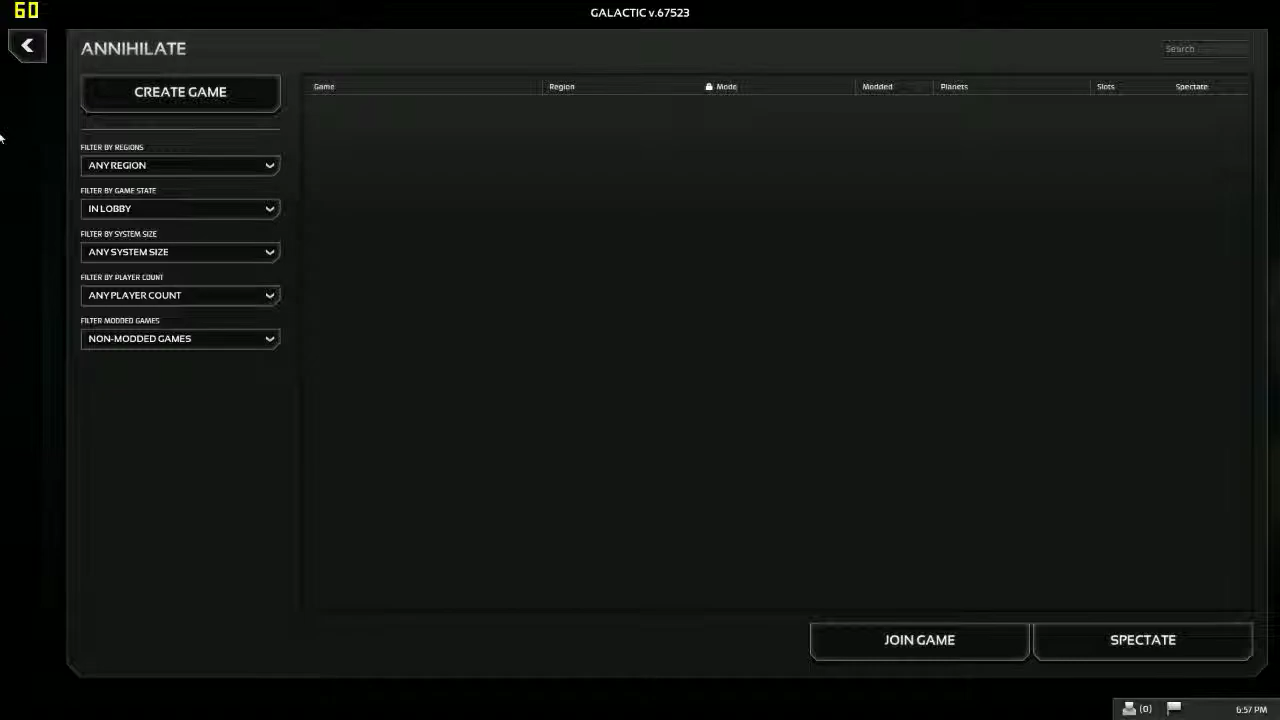 60
GALACTIC v.67523
ANNIHILATE
Search
CREATE GAME
Game Region Mode Modded Planets Slots Spectate
FILTER BY REGIONS
ANY REGION
FILTER BY GAME STATE
IN LOBBY
FILTER BY SYSTEM SIZE
ANY SYSTEM SIZE
FILTER BY PLAYER COUNT
ANY PLAYER COUNT
FILTER MODDED GAMES
NON-MODDED GAMES
JOIN GAME SPECTATE
(0) 6:57 PM